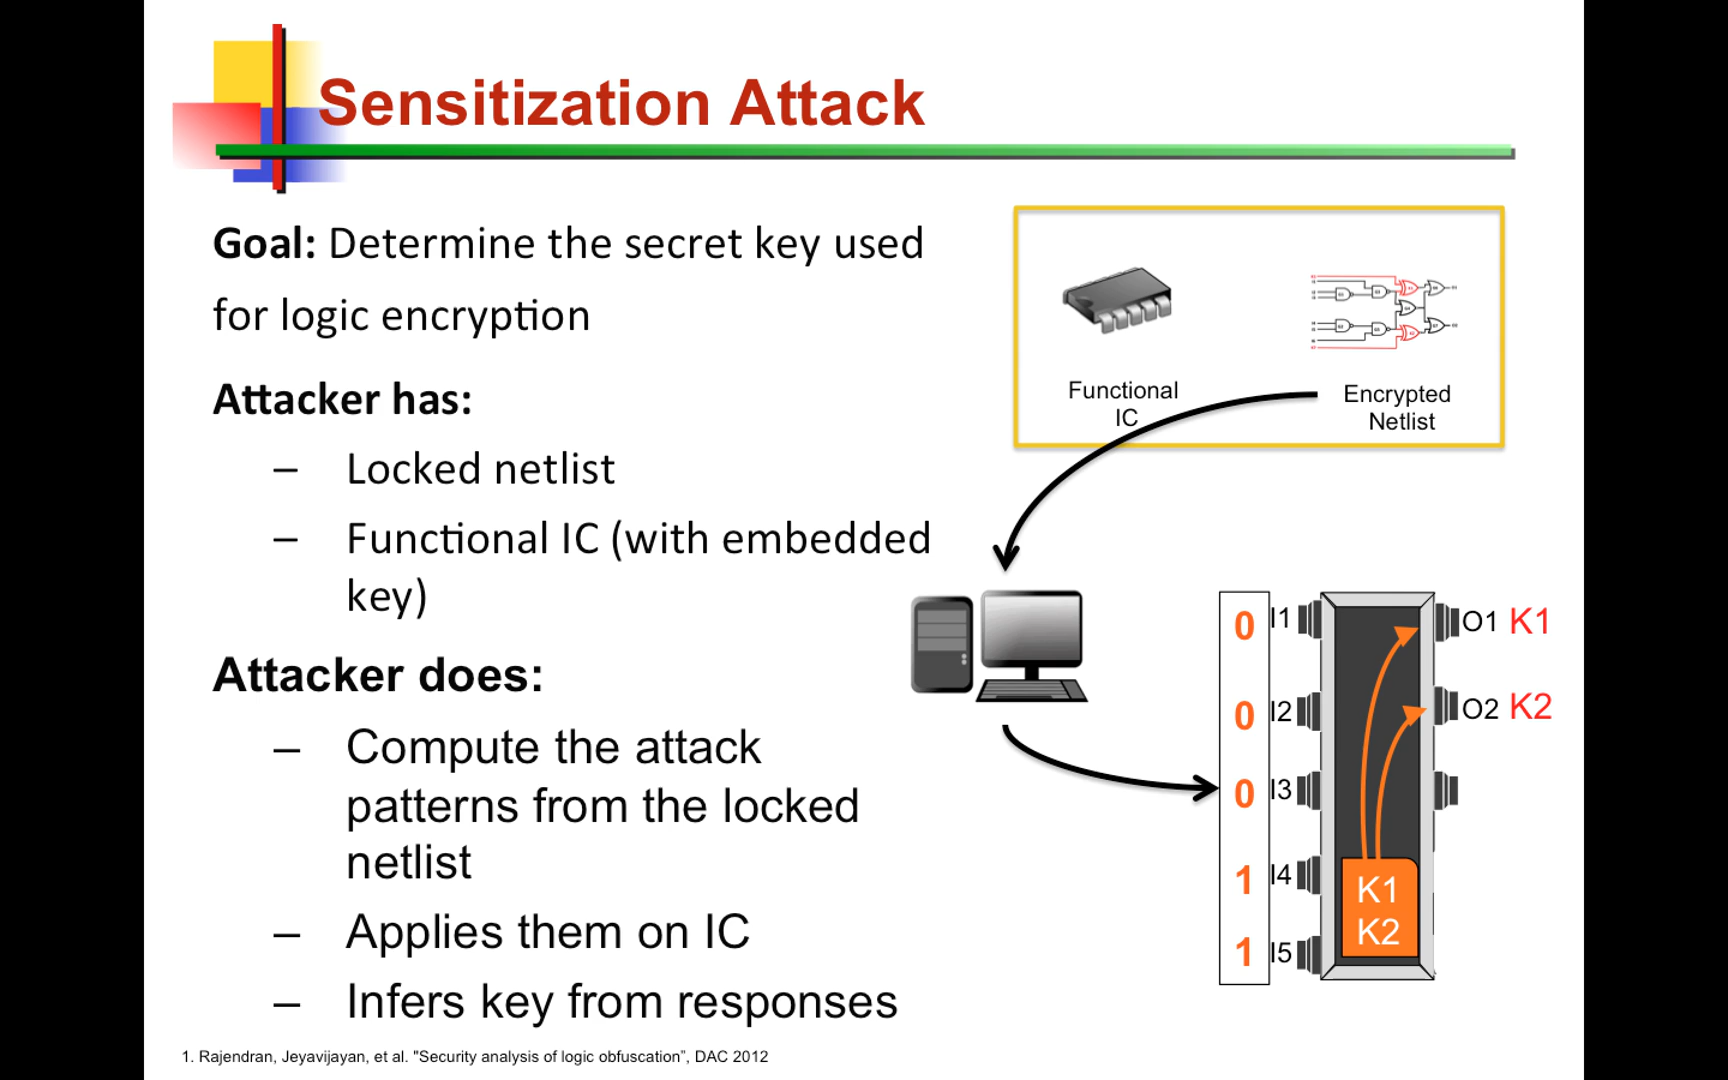 Sensitization Attack
Goal: Determine the secret key used
for logic encryption
Attacker has:
– Locked netlist
– Functional IC (with embedded
key)
Attacker does:
– Compute the attack
patterns from the locked
netlist
– Applies them on IC
– Infers key from responses
Functional
IC
Encrypted
Netlist
0 I1
0 I2
0 I3
1 I4
1 I5
O1 K1
O2 K2
K1
K2
1. Rajendran, Jeyavijayan, et al. "Security analysis of logic obfuscation”, DAC 2012